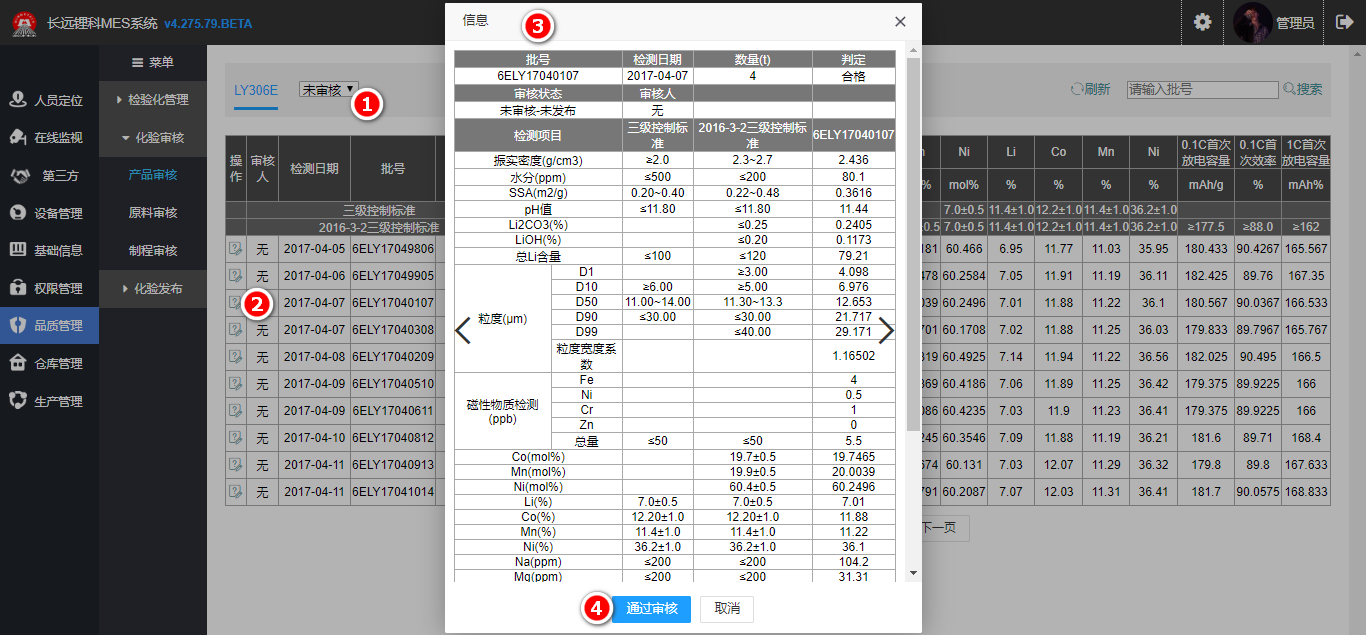 长远锂科MES系统 v4.275.79.BETA
管理员
菜单
人员定位
在线监视
第三方
设备管理
基础信息
权限管理
品质管理
仓库管理
生产管理
检验化管理
化验审核
产品审核
原料审核
制程审核
化验发布
LY306E 未审核 1
刷新 请输入批号 搜索
操作 审核人 检测日期 批号
三级控制标准
2016-3-2三级控制标准
无 2017-04-05 6ELY17049806
无 2017-04-06 6ELY17049905
2 无 2017-04-07 6ELY17040107
无 2017-04-07 6ELY17040308
无 2017-04-08 6ELY17040209
无 2017-04-09 6ELY17040510
无 2017-04-09 6ELY17040611
无 2017-04-10 6ELY17040812
无 2017-04-11 6ELY17040913
无 2017-04-11 6ELY17041014
信息 3
批号 检测日期 数量(t) 判定
6ELY17040107 2017-04-07 4 合格
审核状态 审核人
未审核-未发布 无
检测项目 三级控制标准 2016-3-2三级控制标准 6ELY17040107
振实密度(g/cm3) ≥2.0 2.3~2.7 2.436
水分(ppm) ≤500 ≤200 80.1
SSA(m2/g) 0.20~0.40 0.22~0.48 0.3616
pH值 ≤11.80 ≤11.80 11.44
Li2CO3(%) ≤0.25 0.2405
LiOH(%) ≤0.20 0.1173
总Li含量 ≤100 ≤120 79.21
粒度(μm)
D1 ≥3.00 4.098
D10 ≥6.00 ≥5.00 6.976
D50 11.00~14.00 11.30~13.3 12.653
D90 ≤30.00 ≤30.00 21.717
D99 ≤40.00 29.171
粒度宽度系数 1.16502
磁性物质检测(ppb)
Fe 4
Ni 0.5
Cr 1
Zn 0
总量 ≤50 ≤50 5.5
Co(mol%) 19.7±0.5 19.7465
Mn(mol%) 19.9±0.5 20.0039
Ni(mol%) 60.4±0.5 60.2496
Li(%) 7.0±0.5 7.0±0.5 7.01
Co(%) 12.20±1.0 12.20±1.0 11.88
Mn(%) 11.4±1.0 11.4±1.0 11.22
Ni(%) 36.2±1.0 36.2±1.0 36.1
Na(ppm) ≤200 ≤200 104.2
Mg(ppm) ≤200 ≤200 31.31
4 通过审核 取消
Ni Li Co Mn Ni 0.1C首次放电容量 0.1C首次效率 1C首次放电容量
% mol% % % % % mAh/g % mAh%
7.0±0.5 11.4±1.0 12.2±1.0 11.4±1.0 36.2±1.0
0.5 7.0±0.5 11.4±1.0 12.2±1.0 11.4±1.0 36.2±1.0 ≥177.5 ≥88.0 ≥162
181 60.466 6.95 11.77 11.03 35.95 180.433 90.4267 165.567
478 60.2584 7.05 11.91 11.19 36.11 182.425 89.76 167.35
039 60.2496 7.01 11.88 11.22 36.1 180.567 90.0367 166.533
701 60.1708 7.02 11.88 11.25 36.03 179.833 89.7967 165.767
319 60.4925 7.14 11.94 11.22 36.56 182.025 90.495 166.5
369 60.4186 7.06 11.89 11.25 36.42 179.375 89.9225 166
086 60.4235 7.03 11.9 11.23 36.41 179.375 89.9225 166
245 60.3546 7.09 11.88 11.19 36.21 181.6 89.71 168.4
674 60.131 7.03 12.07 11.29 36.32 179.8 89.8 167.633
791 60.2087 7.07 12.03 11.31 36.41 181.7 90.0575 168.833
下一页